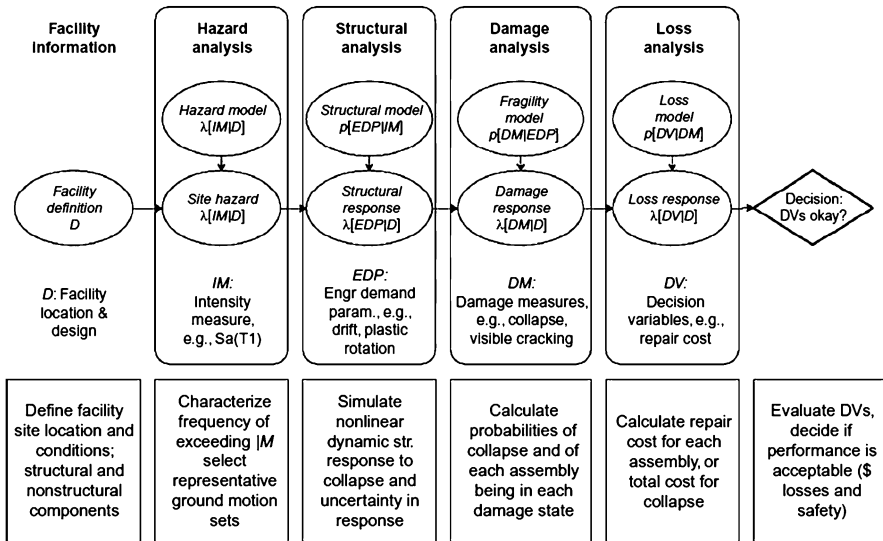 Facility
Information
Hazard
analysis
Structural
analysis
Damage
analysis
Loss
analysis
Hazard model
λ[IM|D]
Structural model
p[EDP|IM]
Fragility
model
p[DM|EDP]
Loss
model
p[DV|DM]
Facility
definition
D
Site hazard
λ[IM|D]
Structural
response
λ[EDP|D]
Damage
response
λ[DM|D]
Loss response
λ[DV|D]
Decision:
DVs okay?
D: Facility
location &
design
IM:
Intensity
measure,
e.g., Sa(T1)
EDP:
Engr demand
param., e.g.,
drift, plastic
rotation
DM:
Damage measures,
e.g., collapse,
visible cracking
DV:
Decision
variables, e.g.,
repair cost
Define facility
site location and
conditions;
structural and
nonstructural
components
Characterize
frequency of
exceeding |M
select
representative
ground motion
sets
Simulate
nonlinear
dynamic str.
response to
collapse and
uncertainty in
response
Calculate
probabilities of
collapse and of
each assembly
being in each
damage state
Calculate repair
cost for each
assembly, or
total cost for
collapse
Evaluate DVs,
decide if
performance is
acceptable ($
losses and
safety)